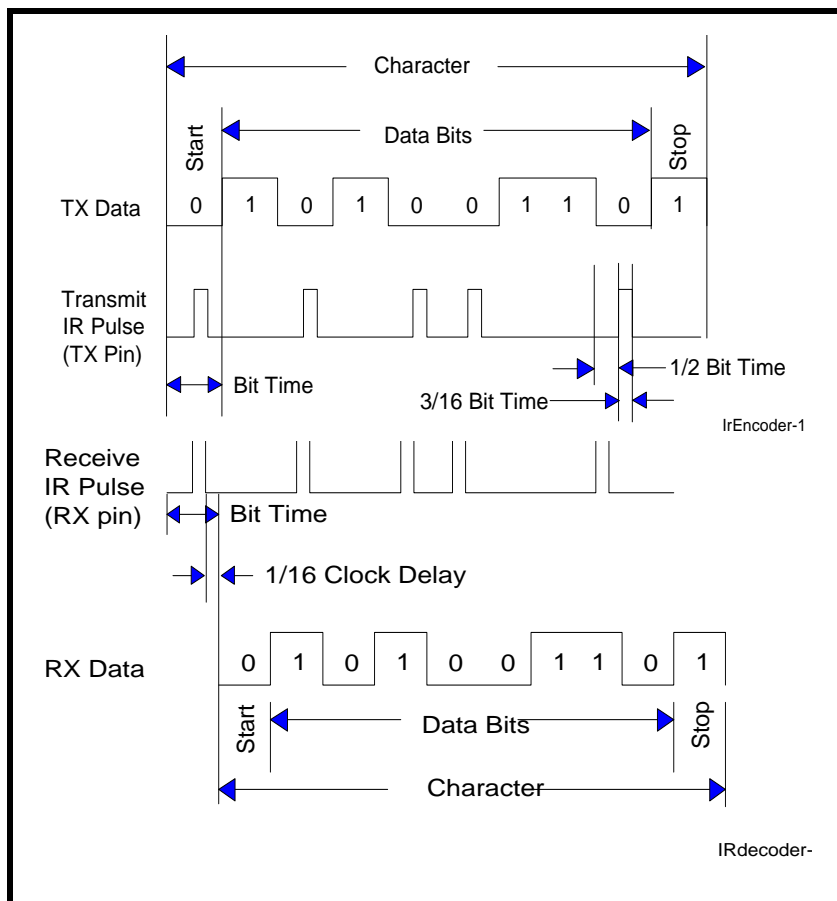 Character
Start
Data Bits
Stop
TX Data
0 1 0 1 0 0 1 1 0 1
Transmit
IR Pulse
(TX Pin)
Bit Time
1/2 Bit Time
3/16 Bit Time
IrEncoder-1
Receive
IR Pulse
(RX pin)
Bit Time
1/16 Clock Delay
RX Data
0 1 0 1 0 0 1 1 0 1
Start
Data Bits
Stop
Character
IRdecoder-